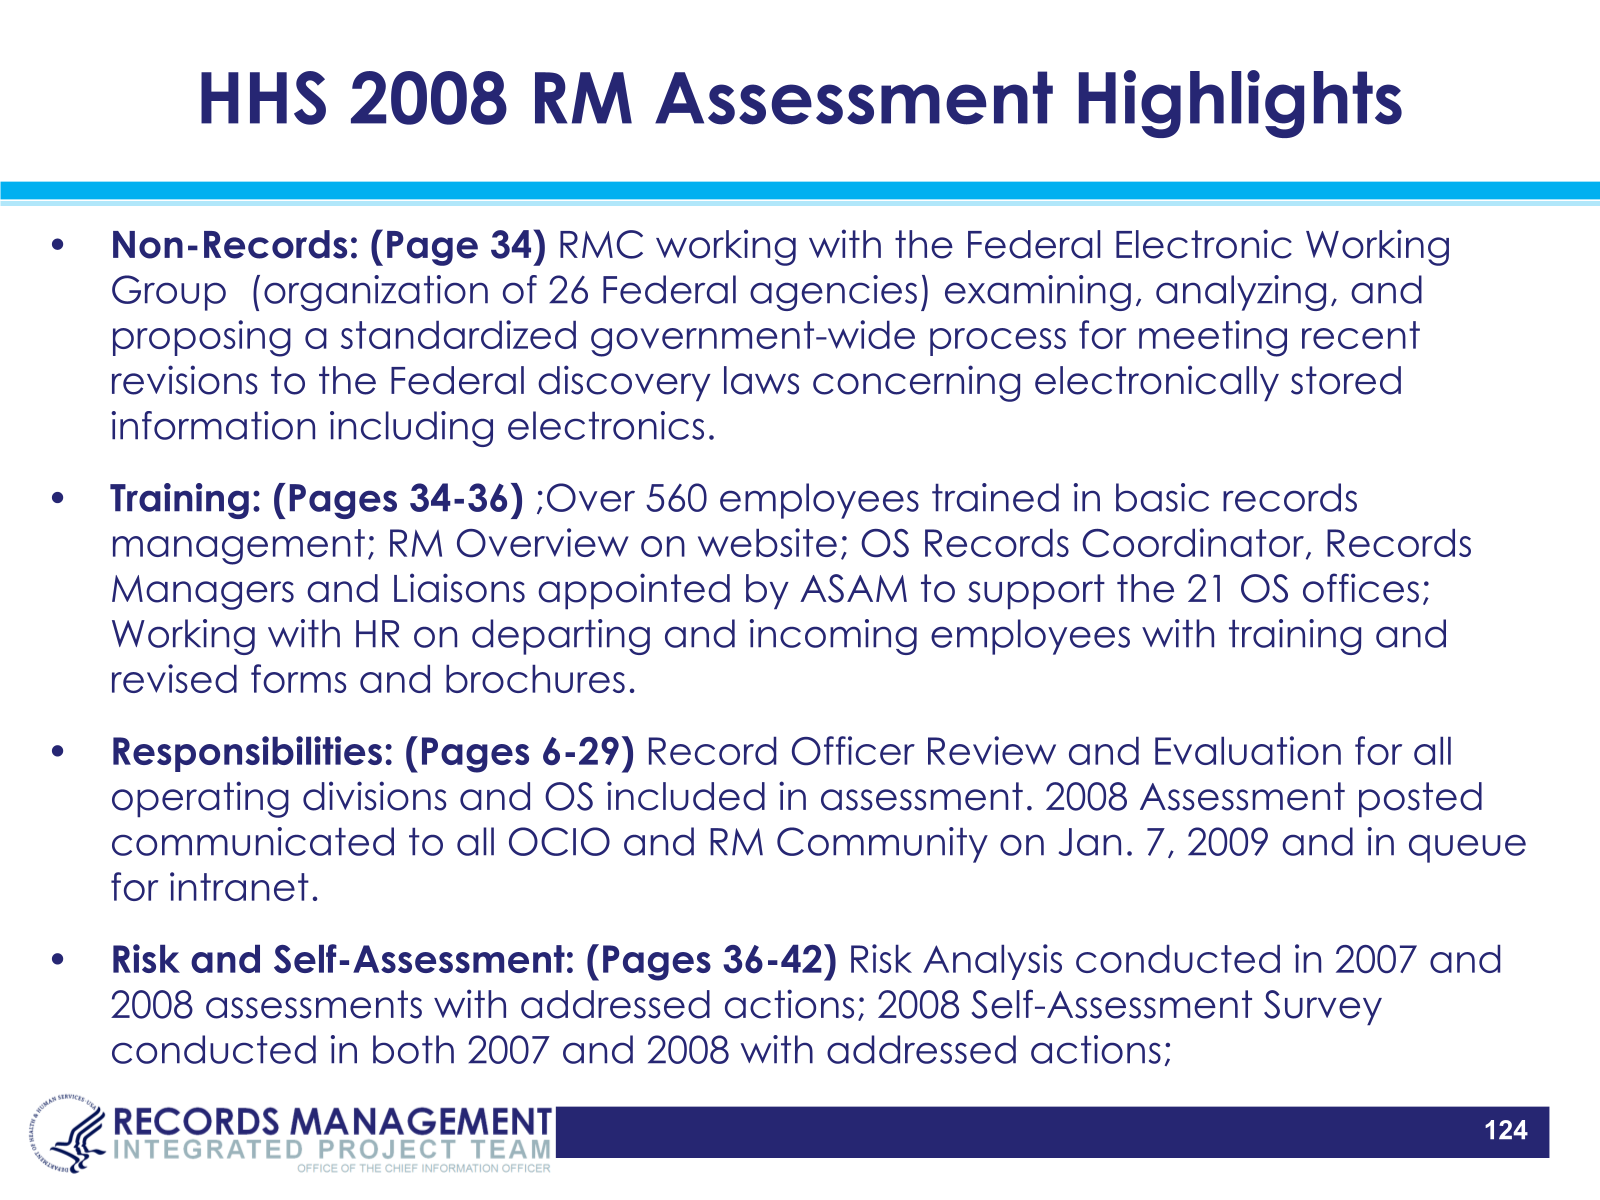 HHS 2008 RM Assessment Highlights
• Non-Records: (Page 34) RMC working with the Federal Electronic Working
Group  (organization of 26 Federal agencies) examining, analyzing, and
proposing a standardized government-wide process for meeting recent
revisions to the Federal discovery laws concerning electronically stored
information including electronics.
• Training: (Pages 34-36) ;Over 560 employees trained in basic records
management; RM Overview on website; OS Records Coordinator, Records
Managers and Liaisons appointed by ASAM to support the 21 OS offices;
Working with HR on departing and incoming employees with training and
revised forms and brochures.
• Responsibilities: (Pages 6-29) Record Officer Review and Evaluation for all
operating divisions and OS included in assessment. 2008 Assessment posted
communicated to all OCIO and RM Community on Jan. 7, 2009 and in queue
for intranet.
• Risk and Self-Assessment: (Pages 36-42) Risk Analysis conducted in 2007 and
2008 assessments with addressed actions; 2008 Self-Assessment Survey
conducted in both 2007 and 2008 with addressed actions;
DEPARTMENT OF HEALTH & HUMAN SERVICES·USA
RECORDS MANAGEMENT
INTEGRATED PROJECT TEAM
OFFICE OF THE CHIEF INFORMATION OFFICER
124